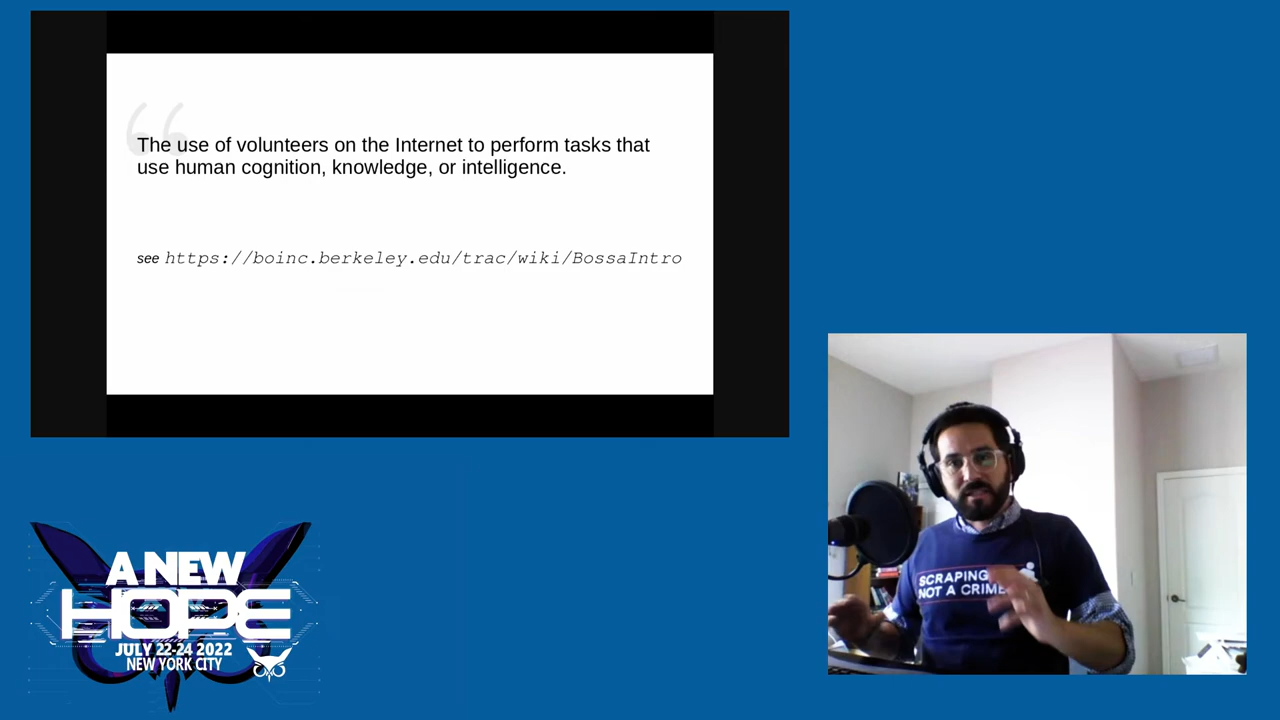 The use of volunteers on the Internet to perform tasks that
use human cognition, knowledge, or intelligence.
see https://boinc.berkeley.edu/trac/wiki/BossaIntro
SCRAPING
NOT A CRIME
A NEW
HOPE
JULY 22-24 2022
NEW YORK CITY